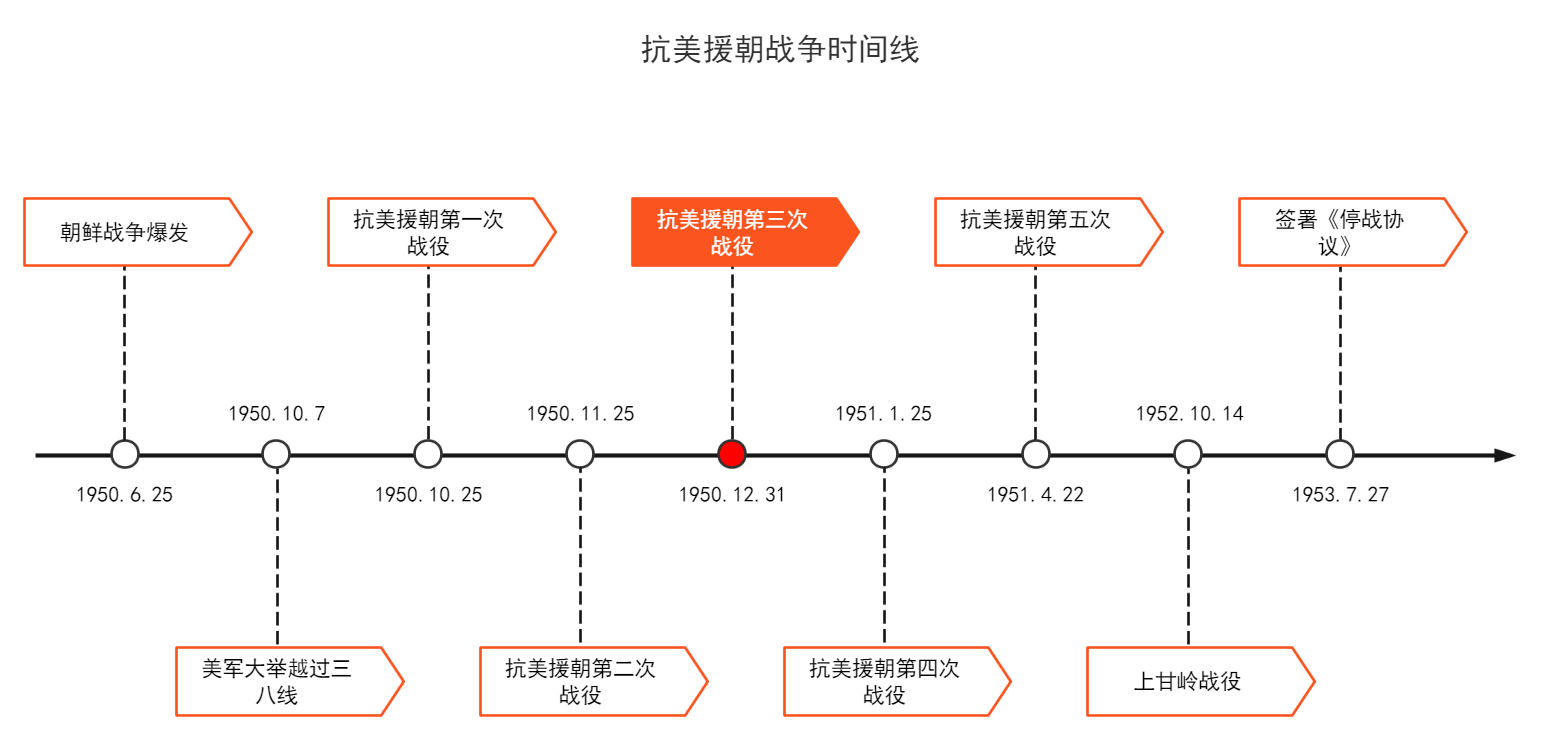 抗美援朝战争时间线
朝鲜战争爆发
抗美援朝第一次
战役
抗美援朝第三次
战役
抗美援朝第五次
战役
签署《停战协
议》
1950.10.7
1950.11.25
1951.1.25
1952.10.14
1950.6.25
1950.10.25
1950.12.31
1951.4.22
1953.7.27
美军大举越过三
八线
抗美援朝第二次
战役
抗美援朝第四次
战役
上甘岭战役